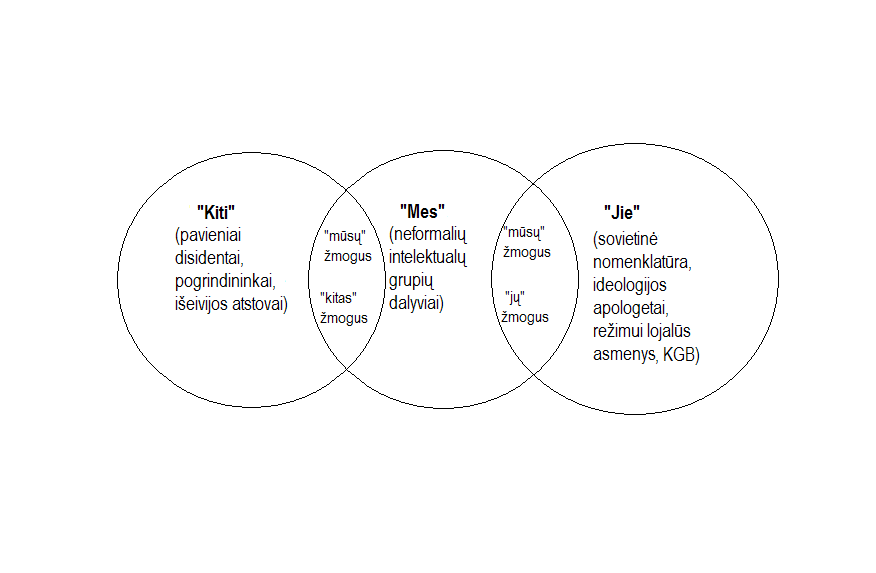 "Kiti"
(pavieniai
disidentai,
pogrindininkai,
išeivijos atstovai)
"mūsų"
žmogus
"kitas"
žmogus
"Mes"
(neformalių
intelektualų
grupių
dalyviai)
"mūsų"
žmogus
"jų"
žmogus
"Jie"
(sovietinė
nomenklatūra,
ideologijos
apologetai,
režimui lojalūs
asmenys, KGB)